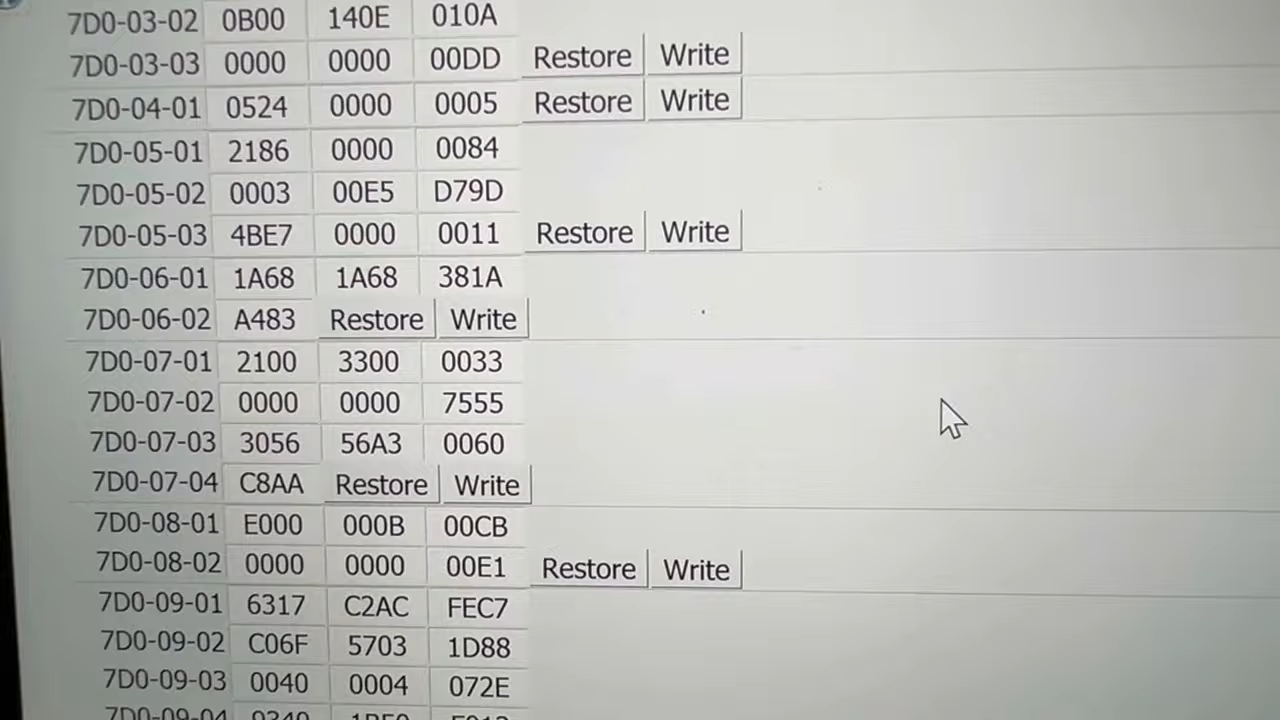 7D0-03-02 0B00 140E 010A
7D0-03-03 0000 0000 00DD Restore Write
7D0-04-01 0524 0000 0005 Restore Write
7D0-05-01 2186 0000 0084
7D0-05-02 0003 00E5 D79D
7D0-05-03 4BE7 0000 0011 Restore Write
7D0-06-01 1A68 1A68 381A
7D0-06-02 A483 Restore Write
7D0-07-01 2100 3300 0033
7D0-07-02 0000 0000 7555
7D0-07-03 3056 56A3 0060
7D0-07-04 C8AA Restore Write
7D0-08-01 E000 000B 00CB
7D0-08-02 0000 0000 00E1 Restore Write
7D0-09-01 6317 C2AC FEC7
7D0-09-02 C06F 5703 1D88
7D0-09-03 0040 0004 072E
7D0-09-04